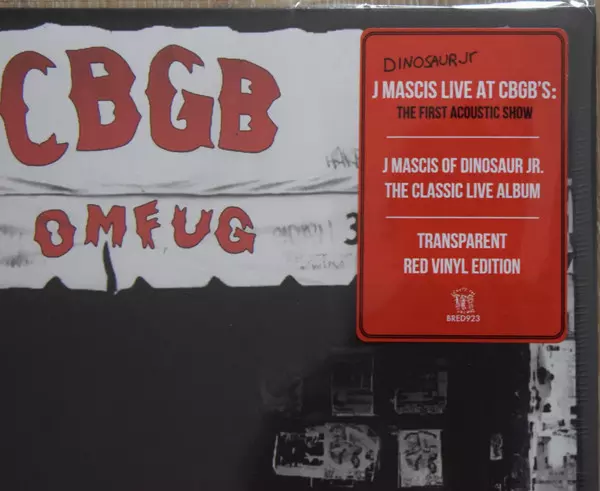 CBGB
OMFUG
DINOSAUR Jr
J MASCIS LIVE AT CBGB'S:
THE FIRST ACOUSTIC SHOW
J MASCIS OF DINOSAUR JR.
THE CLASSIC LIVE ALBUM
TRANSPARENT
RED VINYL EDITION
BRED923